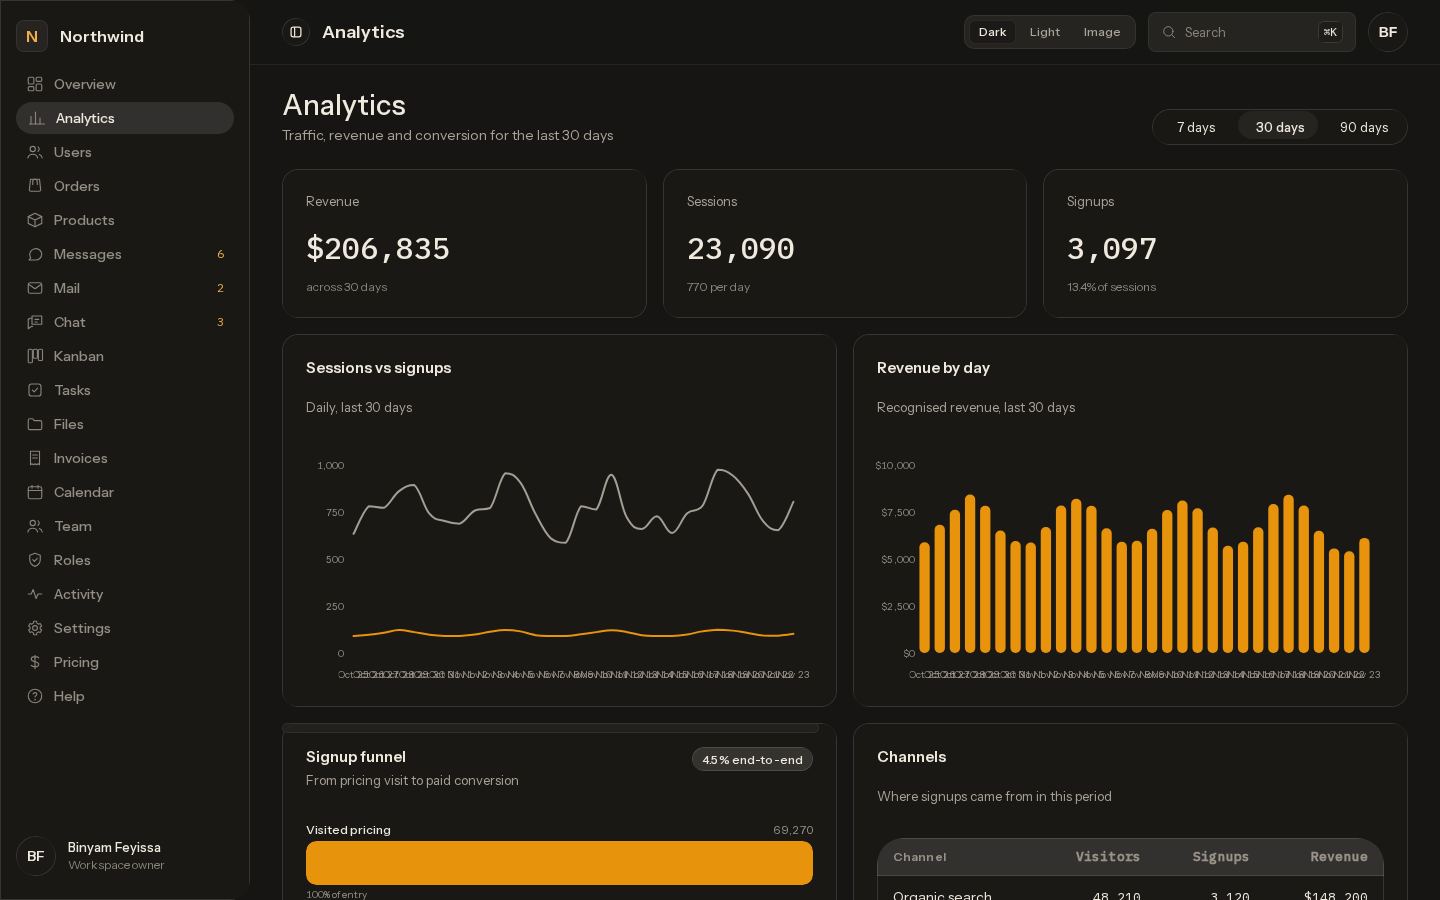 N Northwind
Overview
Analytics
Users
Orders
Products
Messages 6
Mail 2
Chat 3
Kanban
Tasks
Files
Invoices
Calendar
Team
Roles
Activity
Settings
Pricing
Help
BF Binyam Feyissa
Workspace owner
Analytics
Dark Light Image
Search ⌘K
BF
Analytics
Traffic, revenue and conversion for the last 30 days
7 days 30 days 90 days
Revenue
$206,835
across 30 days
Sessions
23,090
770 per day
Signups
3,097
13.4% of sessions
Sessions vs signups
Daily, last 30 days
1,000
750
500
250
0
Revenue by day
Recognised revenue, last 30 days
$10,000
$7,500
$5,000
$2,500
$0
Signup funnel
From pricing visit to paid conversion
4.5% end-to-end
Visited pricing 69,270
100% of entry
Channels
Where signups came from in this period
Channel Visitors Signups Revenue
Organic search 48,210 3,120 $148,200